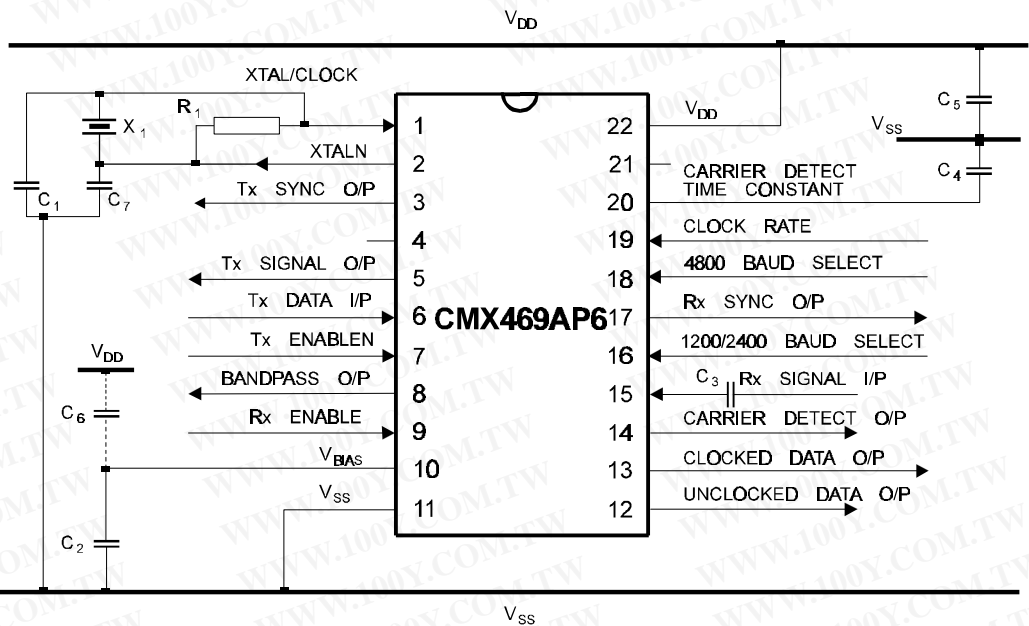 VDD
XTAL/CLOCK
R1
X1
C1
C7
XTALN
Tx SYNC O/P
Tx SIGNAL O/P
Tx DATA I/P
Tx ENABLEN
BANDPASS O/P
Rx ENABLE
VBIAS
VSS
VDD
C6
C2
1
2
3
4
5
6
7
8
9
10
11
CMX469AP6
22
21
20
19
18
17
16
15
14
13
12
VDD
CARRIER DETECT
TIME CONSTANT
CLOCK RATE
4800 BAUD SELECT
Rx SYNC O/P
1200/2400 BAUD SELECT
C3
Rx SIGNAL I/P
CARRIER DETECT O/P
CLOCKED DATA O/P
UNCLOCKED DATA O/P
C5
VSS
C4
VSS
WWW.100Y.COM.TW